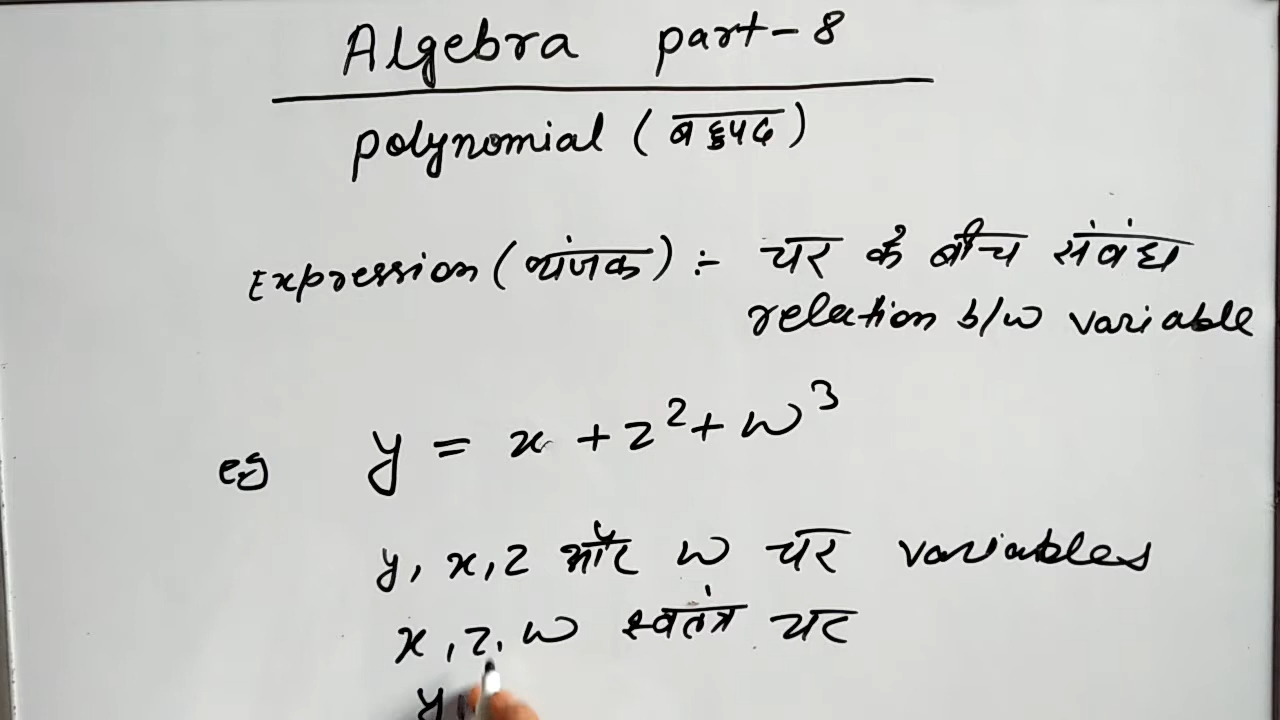 Algebra part-8
polynomial (बहुपद)
Expression (व्यंजक) :- चर के बीच संबंध
relation b/w variable
eg y = x + z² + w³
y, x, z और w चर variables
x, z, w स्वतंत्र चर
y